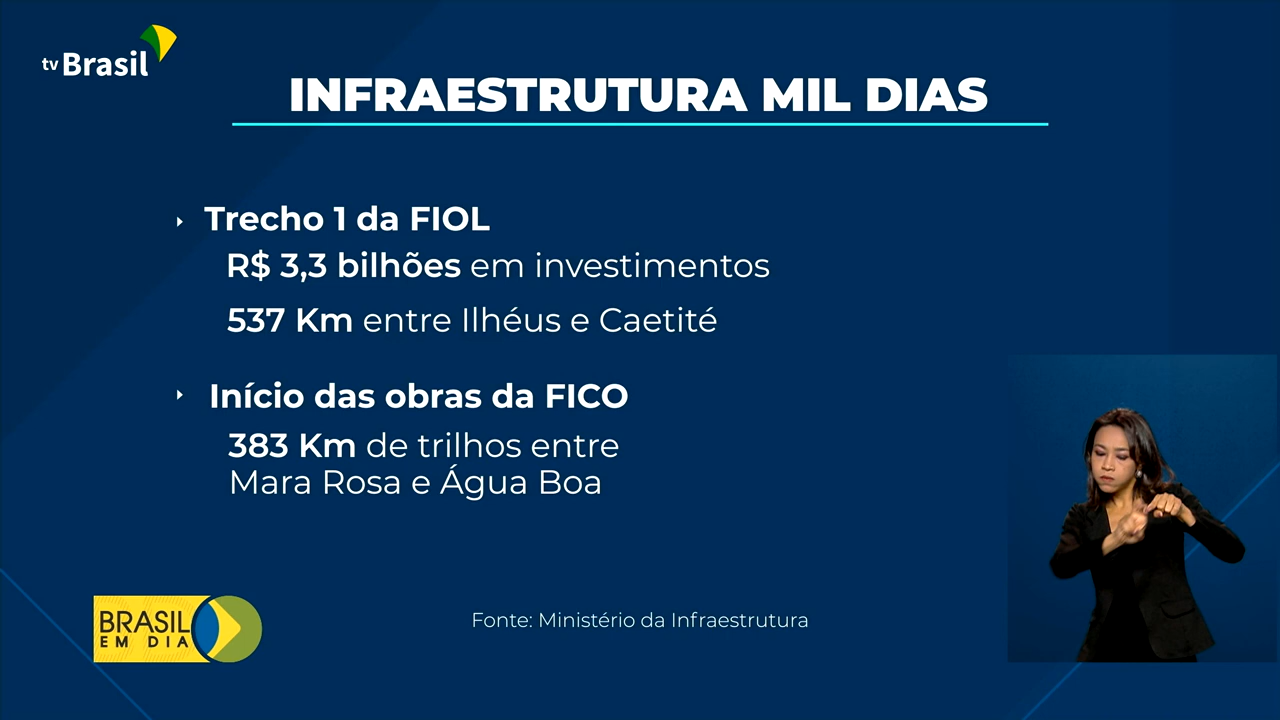 tv Brasil
INFRAESTRUTURA MIL DIAS
Trecho 1 da FIOL
R$ 3,3 bilhões em investimentos
537 Km entre Ilhéus e Caetité
Início das obras da FICO
383 Km de trilhos entre
Mara Rosa e Água Boa
BRASIL
EM DIA
Fonte: Ministério da Infraestrutura